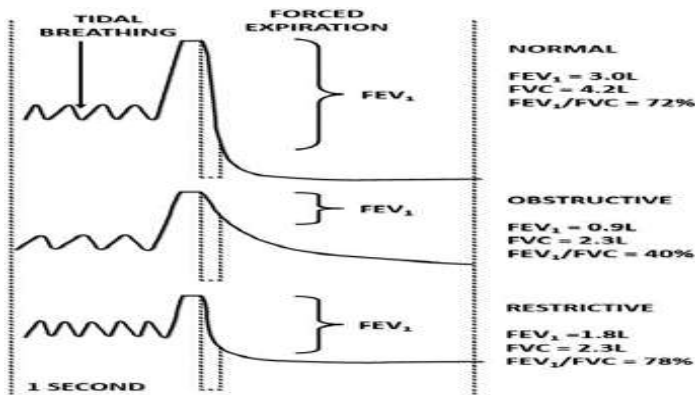 TIDAL
BREATHING
FORCED
EXPIRATION
FEV₁
NORMAL
FEV₁ = 3.0L
FVC = 4.2L
FEV₁/FVC = 72%
FEV₁
OBSTRUCTIVE
FEV₁ = 0.9L
FVC = 2.3L
FEV₁/FVC = 40%
FEV₁
RESTRICTIVE
FEV₁ =1.8L
FVC = 2.3L
FEV₁/FVC = 78%
1 SECOND